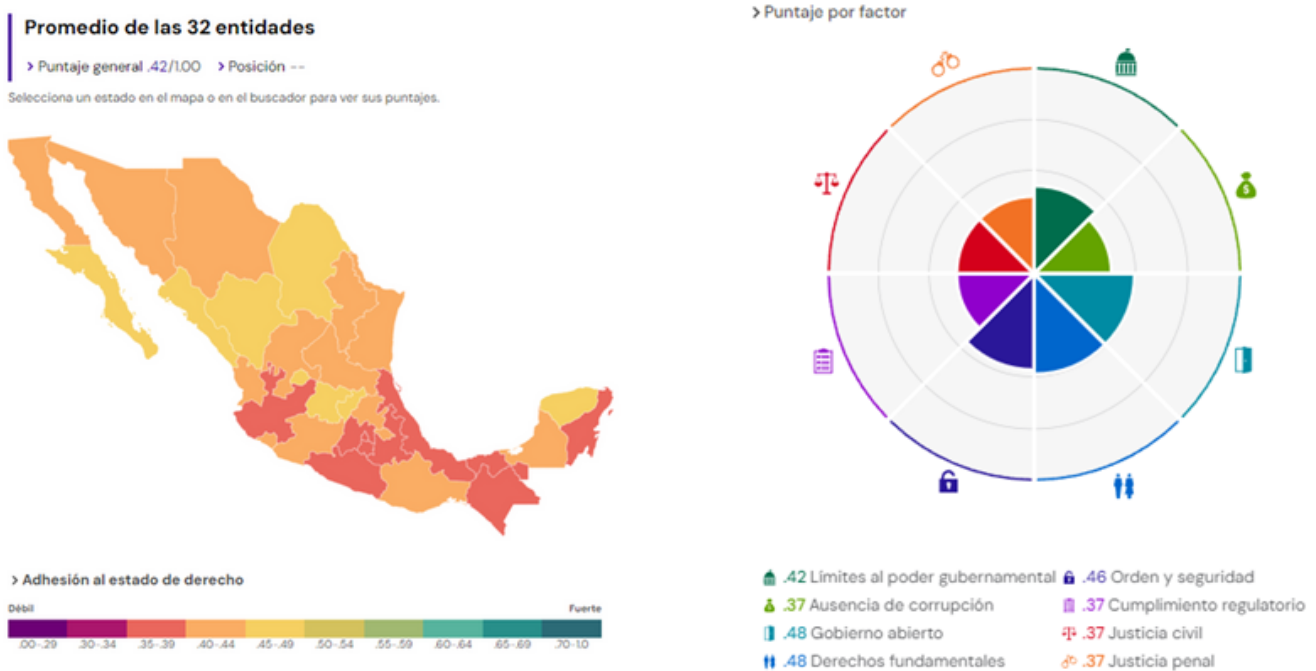 Promedio de las 32 entidades
> Puntaje general .42/1.00 > Posición --
Selecciona un estado en el mapa o en el buscador para ver sus puntajes.
> Adhesión al estado de derecho
Débil Fuerte
.00-.29 .30-.34 .35-.39 .40-.44 .45-.49 .50-.54 .55-.59 .60-.64 .65-.69 .70-1.0
> Puntaje por factor
$
.42 Límites al poder gubernamental
.37 Ausencia de corrupción
.48 Gobierno abierto
.48 Derechos fundamentales
.46 Orden y seguridad
.37 Cumplimiento regulatorio
.37 Justicia civil
.37 Justicia penal